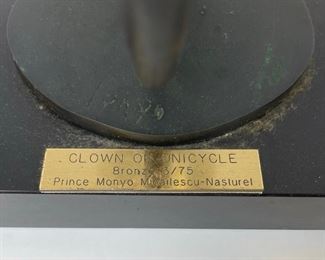 CLOWN ON UNICYCLE
Bronze 3/75
Prince Monyo Mihailescu-Nasturel